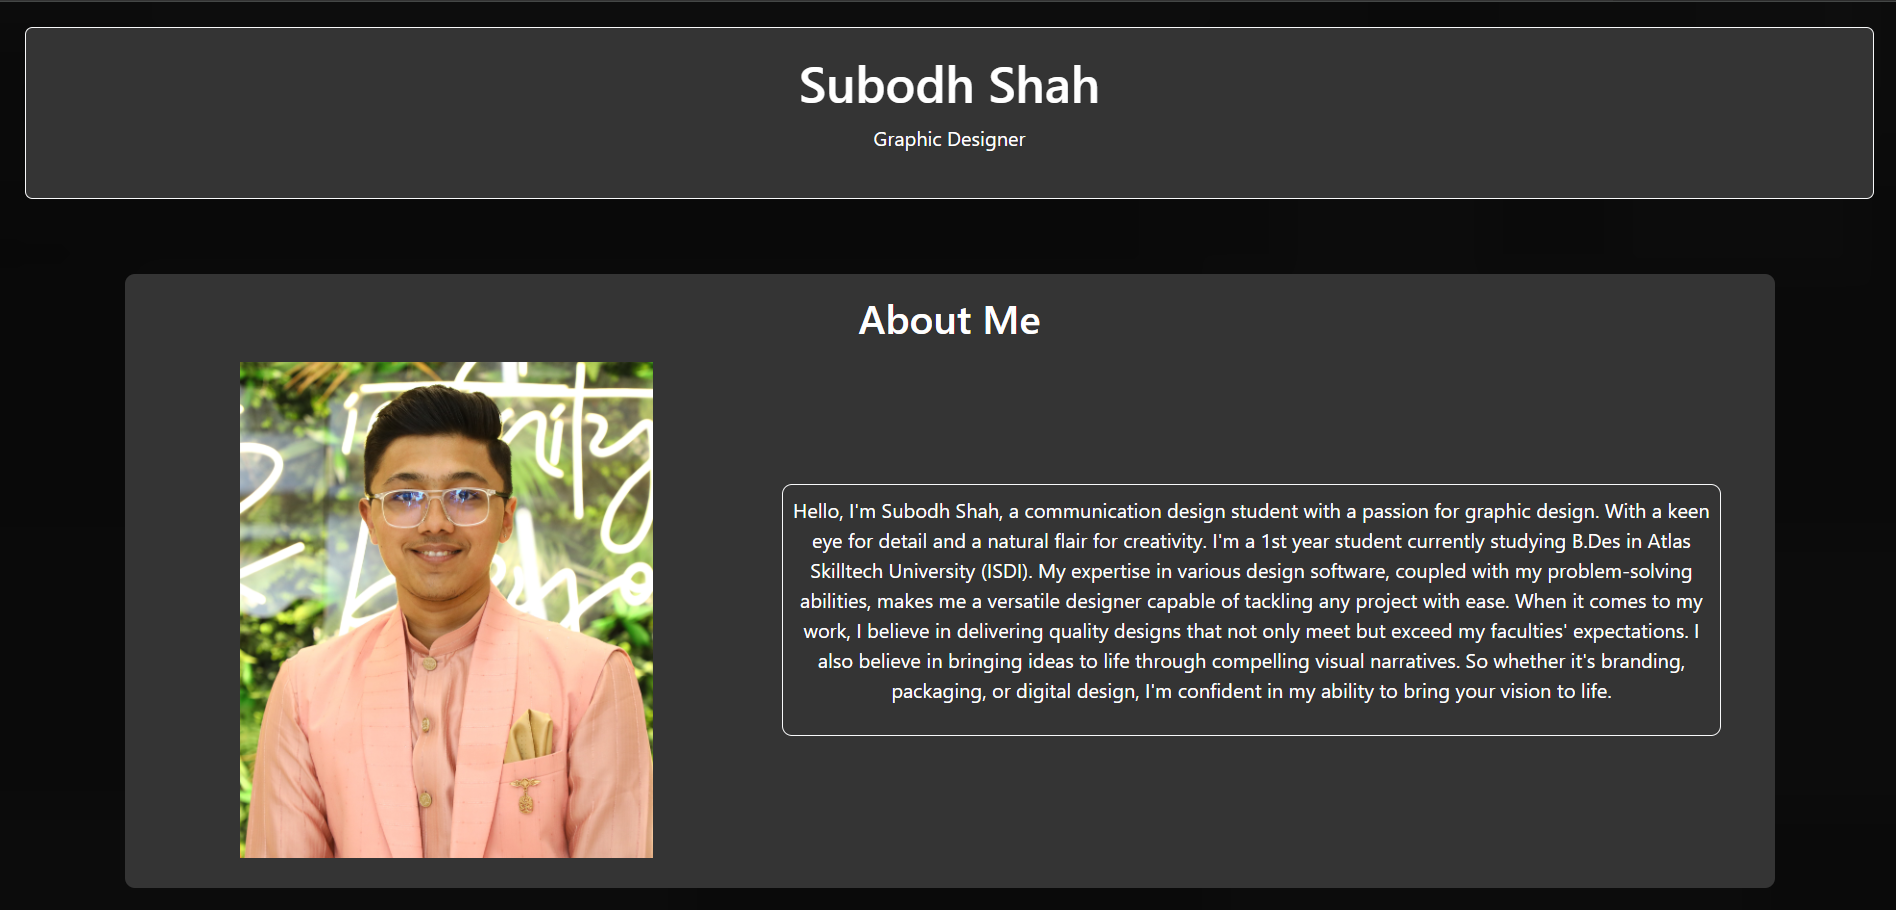 Subodh Shah
Graphic Designer
About Me
Hello, I'm Subodh Shah, a communication design student with a passion for graphic design. With a keen
eye for detail and a natural flair for creativity. I'm a 1st year student currently studying B.Des in Atlas
Skilltech University (ISDI). My expertise in various design software, coupled with my problem-solving
abilities, makes me a versatile designer capable of tackling any project with ease. When it comes to my
work, I believe in delivering quality designs that not only meet but exceed my faculties' expectations. I
also believe in bringing ideas to life through compelling visual narratives. So whether it's branding,
packaging, or digital design, I'm confident in my ability to bring your vision to life.